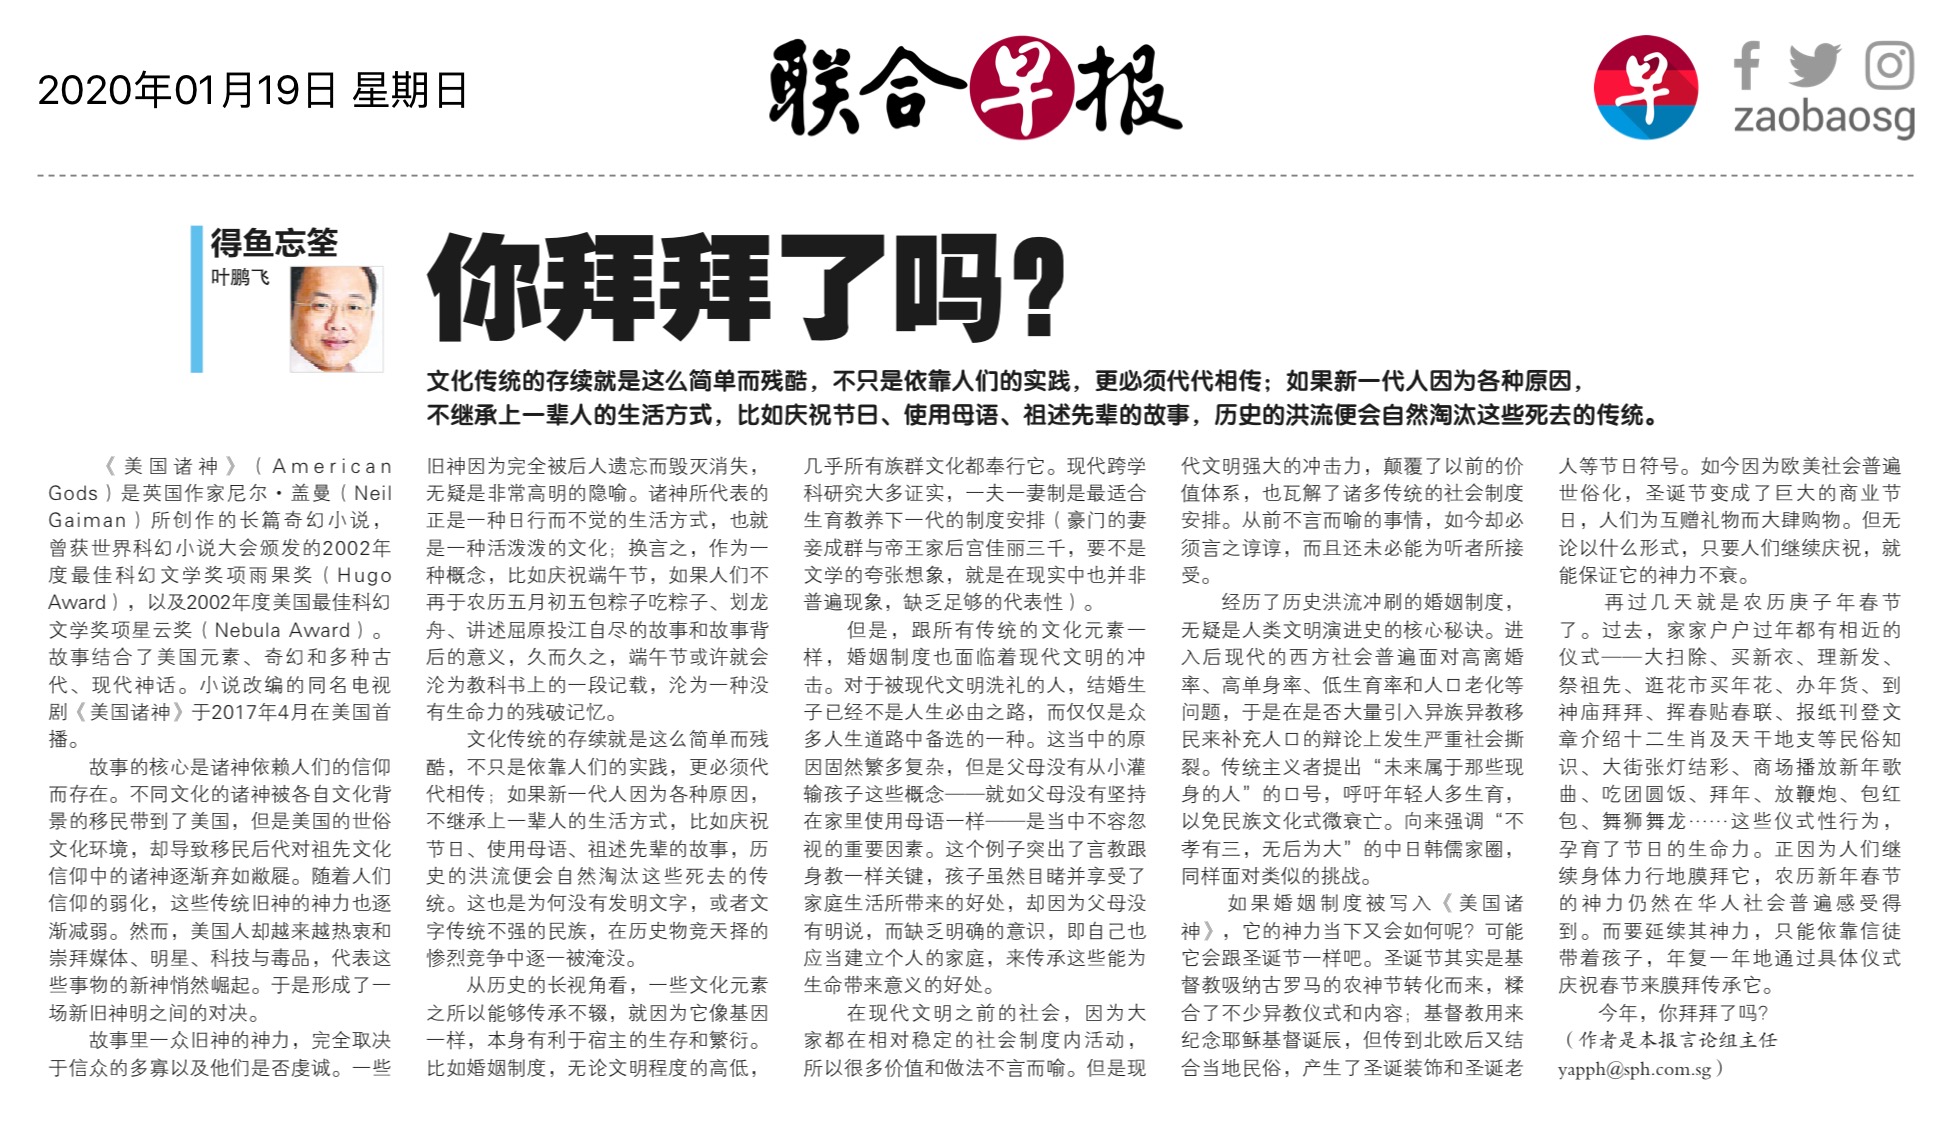 2020年01月19日 星期日
联合早报
早
zaobaosg
得鱼忘筌
叶鹏飞
你拜拜了吗？
文化传统的存续就是这么简单而残酷，不只是依靠人们的实践，更必须代代相传；如果新一代人因为各种原因，
不继承上一辈人的生活方式，比如庆祝节日、使用母语、祖述先辈的故事，历史的洪流便会自然淘汰这些死去的传统。
《美国诸神》（American
Gods）是英国作家尼尔·盖曼（Neil
Gaiman）所创作的长篇奇幻小说，
曾获世界科幻小说大会颁发的2002年
度最佳科幻文学奖项雨果奖（Hugo
Award），以及2002年度美国最佳科幻
文学奖项星云奖（Nebula Award）。
故事结合了美国元素、奇幻和多种古
代、现代神话。小说改编的同名电视
剧《美国诸神》于2017年4月在美国首
播。
故事的核心是诸神依赖人们的信仰
而存在。不同文化的诸神被各自文化背
景的移民带到了美国，但是美国的世俗
文化环境，却导致移民后代对祖先文化
信仰中的诸神逐渐弃如敝屣。随着人们
信仰的弱化，这些传统旧神的神力也逐
渐减弱。然而，美国人却越来越热衷和
崇拜媒体、明星、科技与毒品，代表这
些事物的新神悄然崛起。于是形成了一
场新旧神明之间的对决。
故事里一众旧神的神力，完全取决
于信众的多寡以及他们是否虔诚。一些
旧神因为完全被后人遗忘而毁灭消失，
无疑是非常高明的隐喻。诸神所代表的
正是一种日行而不觉的生活方式，也就
是一种活泼泼的文化；换言之，作为一
种概念，比如庆祝端午节，如果人们不
再于农历五月初五包粽子吃粽子、划龙
舟、讲述屈原投江自尽的故事和故事背
后的意义，久而久之，端午节或许就会
沦为教科书上的一段记载，沦为一种没
有生命力的残破记忆。
文化传统的存续就是这么简单而残
酷，不只是依靠人们的实践，更必须代
代相传；如果新一代人因为各种原因，
不继承上一辈人的生活方式，比如庆祝
节日、使用母语、祖述先辈的故事，历
史的洪流便会自然淘汰这些死去的传
统。这也是为何没有发明文字，或者文
字传统不强的民族，在历史物竞天择的
惨烈竞争中逐一被淹没。
从历史的长视角看，一些文化元素
之所以能够传承不辍，就因为它像基因
一样，本身有利于宿主的生存和繁衍。
比如婚姻制度，无论文明程度的高低，
几乎所有族群文化都奉行它。现代跨学
科研究大多证实，一夫一妻制是最适合
生育教养下一代的制度安排（豪门的妻
妾成群与帝王家后宫佳丽三千，要不是
文学的夸张想象，就是在现实中也并非
普遍现象，缺乏足够的代表性）。
但是，跟所有传统的文化元素一
样，婚姻制度也面临着现代文明的冲
击。对于被现代文明洗礼的人，结婚生
子已经不是人生必由之路，而仅仅是众
多人生道路中备选的一种。这当中的原
因固然繁多复杂，但是父母没有从小灌
输孩子这些概念——就如父母没有坚持
在家里使用母语一样——是当中不容忽
视的重要因素。这个例子突出了言教跟
身教一样关键，孩子虽然目睹并享受了
家庭生活所带来的好处，却因为父母没
有明说，而缺乏明确的意识，即自己也
应当建立个人的家庭，来传承这些能为
生命带来意义的好处。
在现代文明之前的社会，因为大
家都在相对稳定的社会制度内活动，
所以很多价值和做法不言而喻。但是现
代文明强大的冲击力，颠覆了以前的价
值体系，也瓦解了诸多传统的社会制度
安排。从前不言而喻的事情，如今却必
须言之谆谆，而且还未必能为听者所接
受。
经历了历史洪流冲刷的婚姻制度，
无疑是人类文明演进史的核心秘诀。进
入后现代的西方社会普遍面对高离婚
率、高单身率、低生育率和人口老化等
问题，于是在是否大量引入异族异教移
民来补充人口的辩论上发生严重社会撕
裂。传统主义者提出“未来属于那些现
身的人”的口号，呼吁年轻人多生育，
以免民族文化式微衰亡。向来强调“不
孝有三，无后为大”的中日韩儒家圈，
同样面对类似的挑战。
如果婚姻制度被写入《美国诸
神》，它的神力当下又会如何呢？可能
它会跟圣诞节一样吧。圣诞节其实是基
督教吸纳古罗马的农神节转化而来，糅
合了不少异教仪式和内容；基督教用来
纪念耶稣基督诞辰，但传到北欧后又结
合当地民俗，产生了圣诞装饰和圣诞老
人等节日符号。如今因为欧美社会普遍
世俗化，圣诞节变成了巨大的商业节
日，人们为互赠礼物而大肆购物。但无
论以什么形式，只要人们继续庆祝，就
能保证它的神力不衰。
再过几天就是农历庚子年春节
了。过去，家家户户过年都有相近的
仪式——大扫除、买新衣、理新发、
祭祖先、逛花市买年花、办年货、到
神庙拜拜、挥春贴春联、报纸刊登文
章介绍十二生肖及天干地支等民俗知
识、大街张灯结彩、商场播放新年歌
曲、吃团圆饭、拜年、放鞭炮、包红
包、舞狮舞龙……这些仪式性行为，
孕育了节日的生命力。正因为人们继
续身体力行地膜拜它，农历新年春节
的神力仍然在华人社会普遍感受得
到。而要延续其神力，只能依靠信徒
带着孩子，年复一年地通过具体仪式
庆祝春节来膜拜传承它。
今年，你拜拜了吗？
（作者是本报言论组主任
yapph@sph.com.sg）